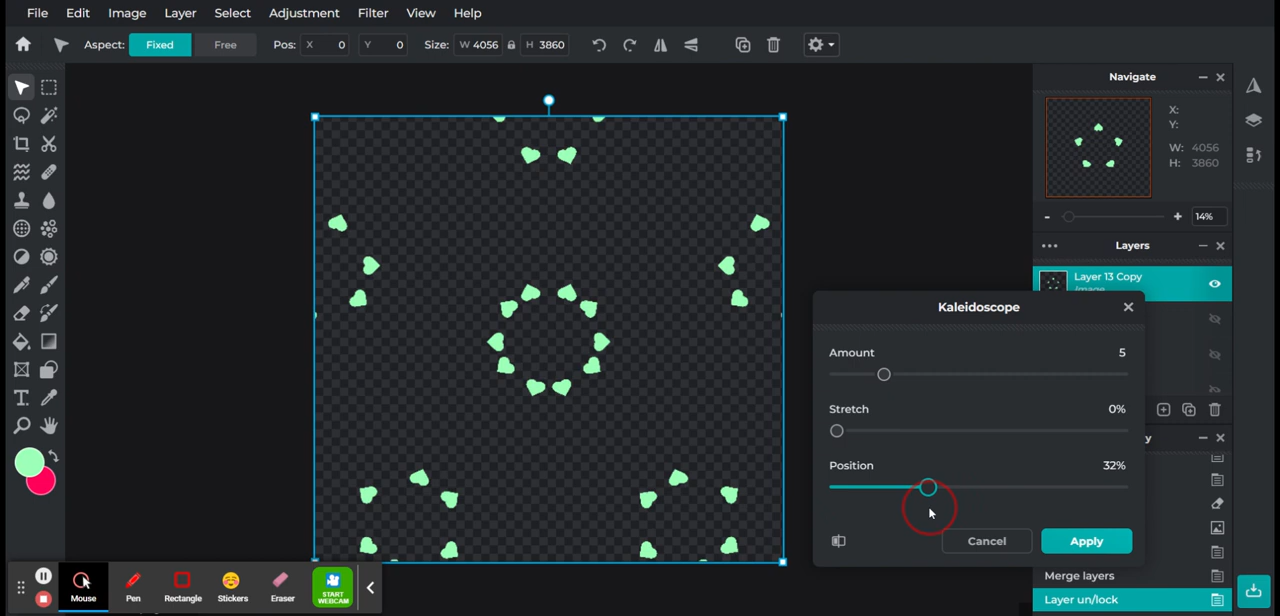 File Edit Image Layer Select Adjustment Filter View Help
Aspect: Fixed Free Pos: X 0 Y 0 Size: W 4056 H 3860
Navigate
X:
Y:
W: 4056
H: 3860
14%
Layers
Layer 13 Copy
Kaleidoscope
Amount 5
Stretch 0%
Position 32%
Cancel Apply
Merge layers
Layer un/lock
Mouse Pen Rectangle Stickers Eraser START
WEBCAM